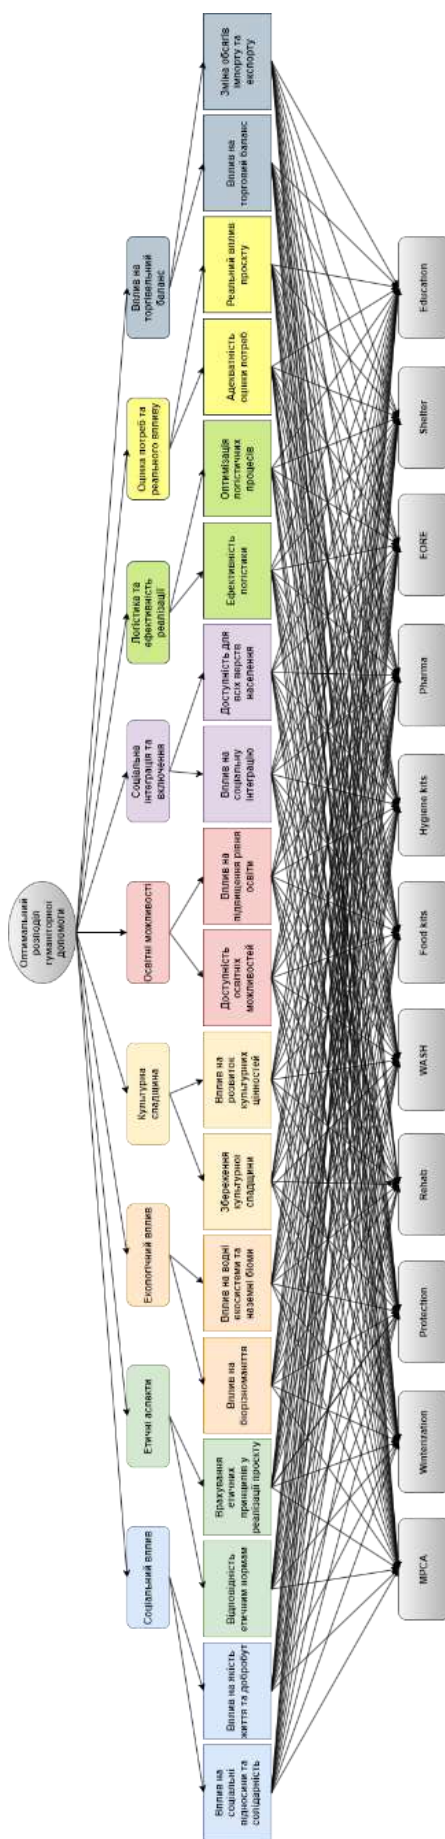 Оптимальний
розподіл
гуманіторної
допомоги
Соціальний вплив
Етичні аспекти
Екологічний вплив
Культурна
спадщина
Освітні можливості
Соціальна
інтеграція та
включення
Логістика та
ефективність
реалізації
Оцінка потреб та
реального впливу
Вплив на
торгівельний
баланс
Вплив на
соціальні
відносини та
солідарність
Вплив на якість
життя та добробут
Відповідність
етичним нормам
Врахування
етичних
принципів у
реалізації проєкту
Вплив на
біорізноманіття
Вплив на водні
екосистеми та
наземні біоми
Збереження
культурної
спадщини
Вплив на
розвиток
культурних
цінностей
Доступність
освітніх
можливостей
Вплив на
підвищення рівня
освіти
Вплив на
соціальну
інтеграцію
Доступність для
всіх верств
населення
Ефективність
логістики
Оптимізація
логістичних
процесів
Адекватність
оцінки потреб
Реальний вплив
проєкту
Вплив на
торговий баланс
Зміна обсягів
імпорту та
експорту
MPCA
Winterization
Protection
Rehab
WASH
Food kits
Hygiene kits
Pharma
EORE
Shelter
Education